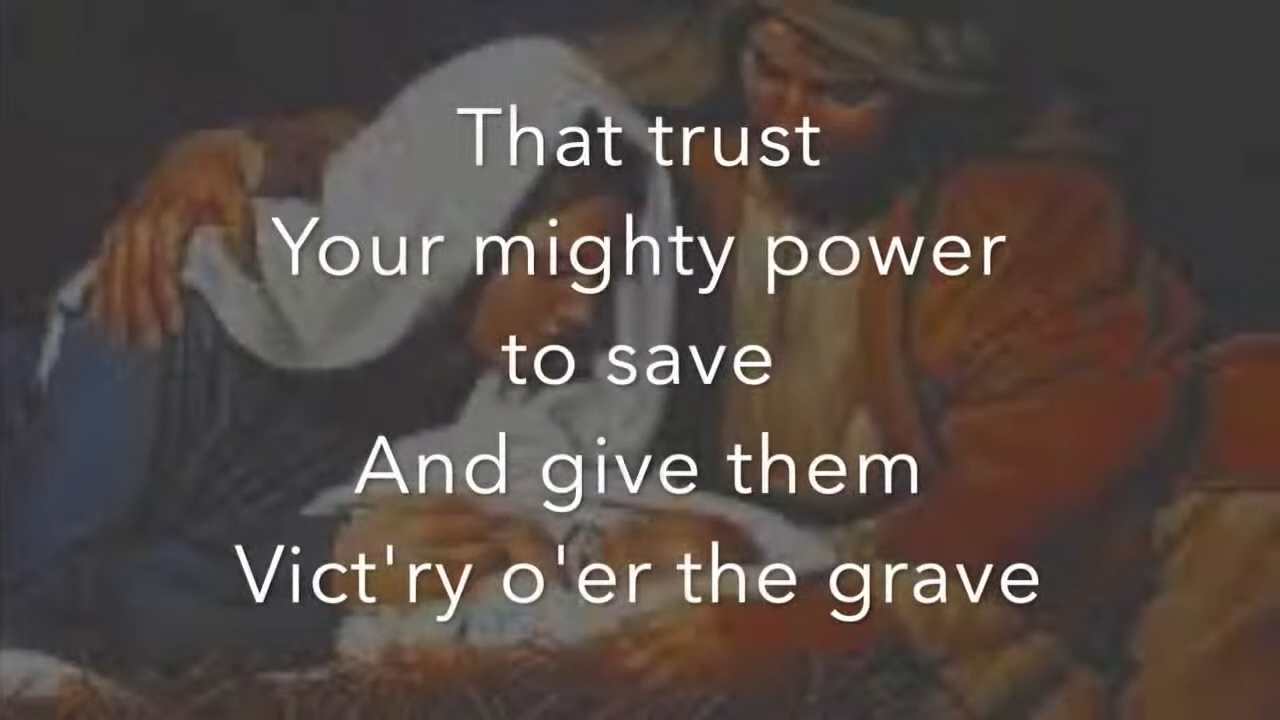 That trust
Your mighty power
to save
And give them
Vict'ry o'er the grave